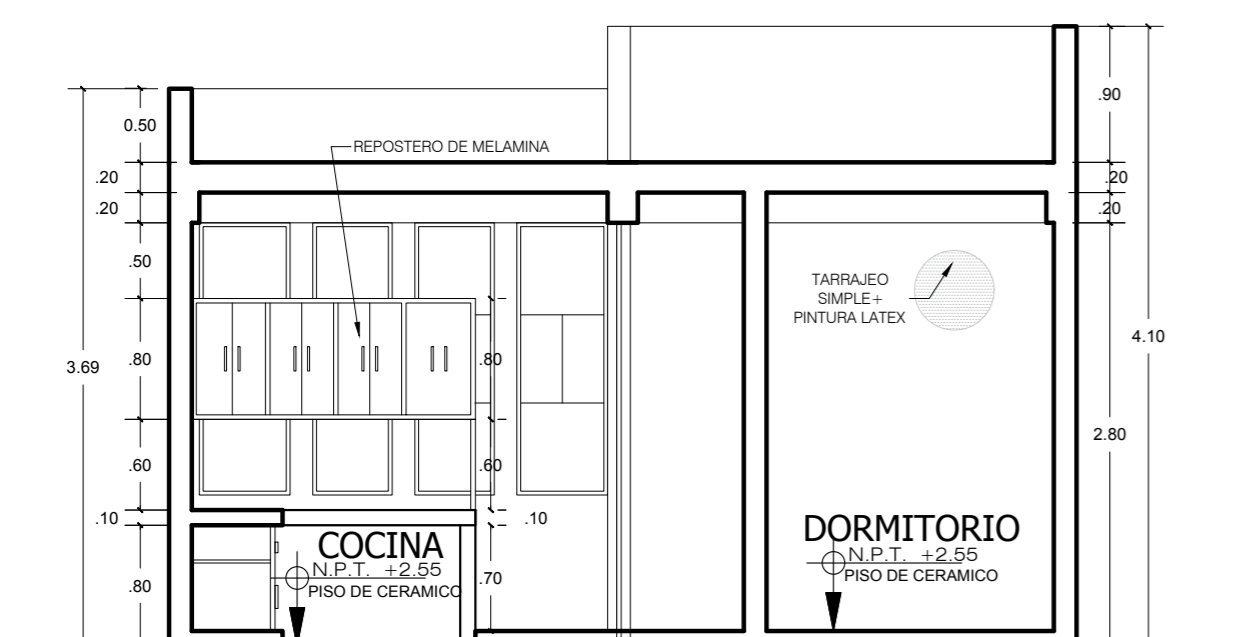 .90
0.50
REPOSTERO DE MELAMINA
.20
.20
.20
.20
.50
TARRAJEO
SIMPLE+
PINTURA LATEX
4.10
3.69
.80
.80
2.80
.60
.60
.10
.10
COCINA
DORMITORIO
N.P.T. +2.55
N.P.T. +2.55
PISO DE CERAMICO
PISO DE CERAMICO
.80
.70